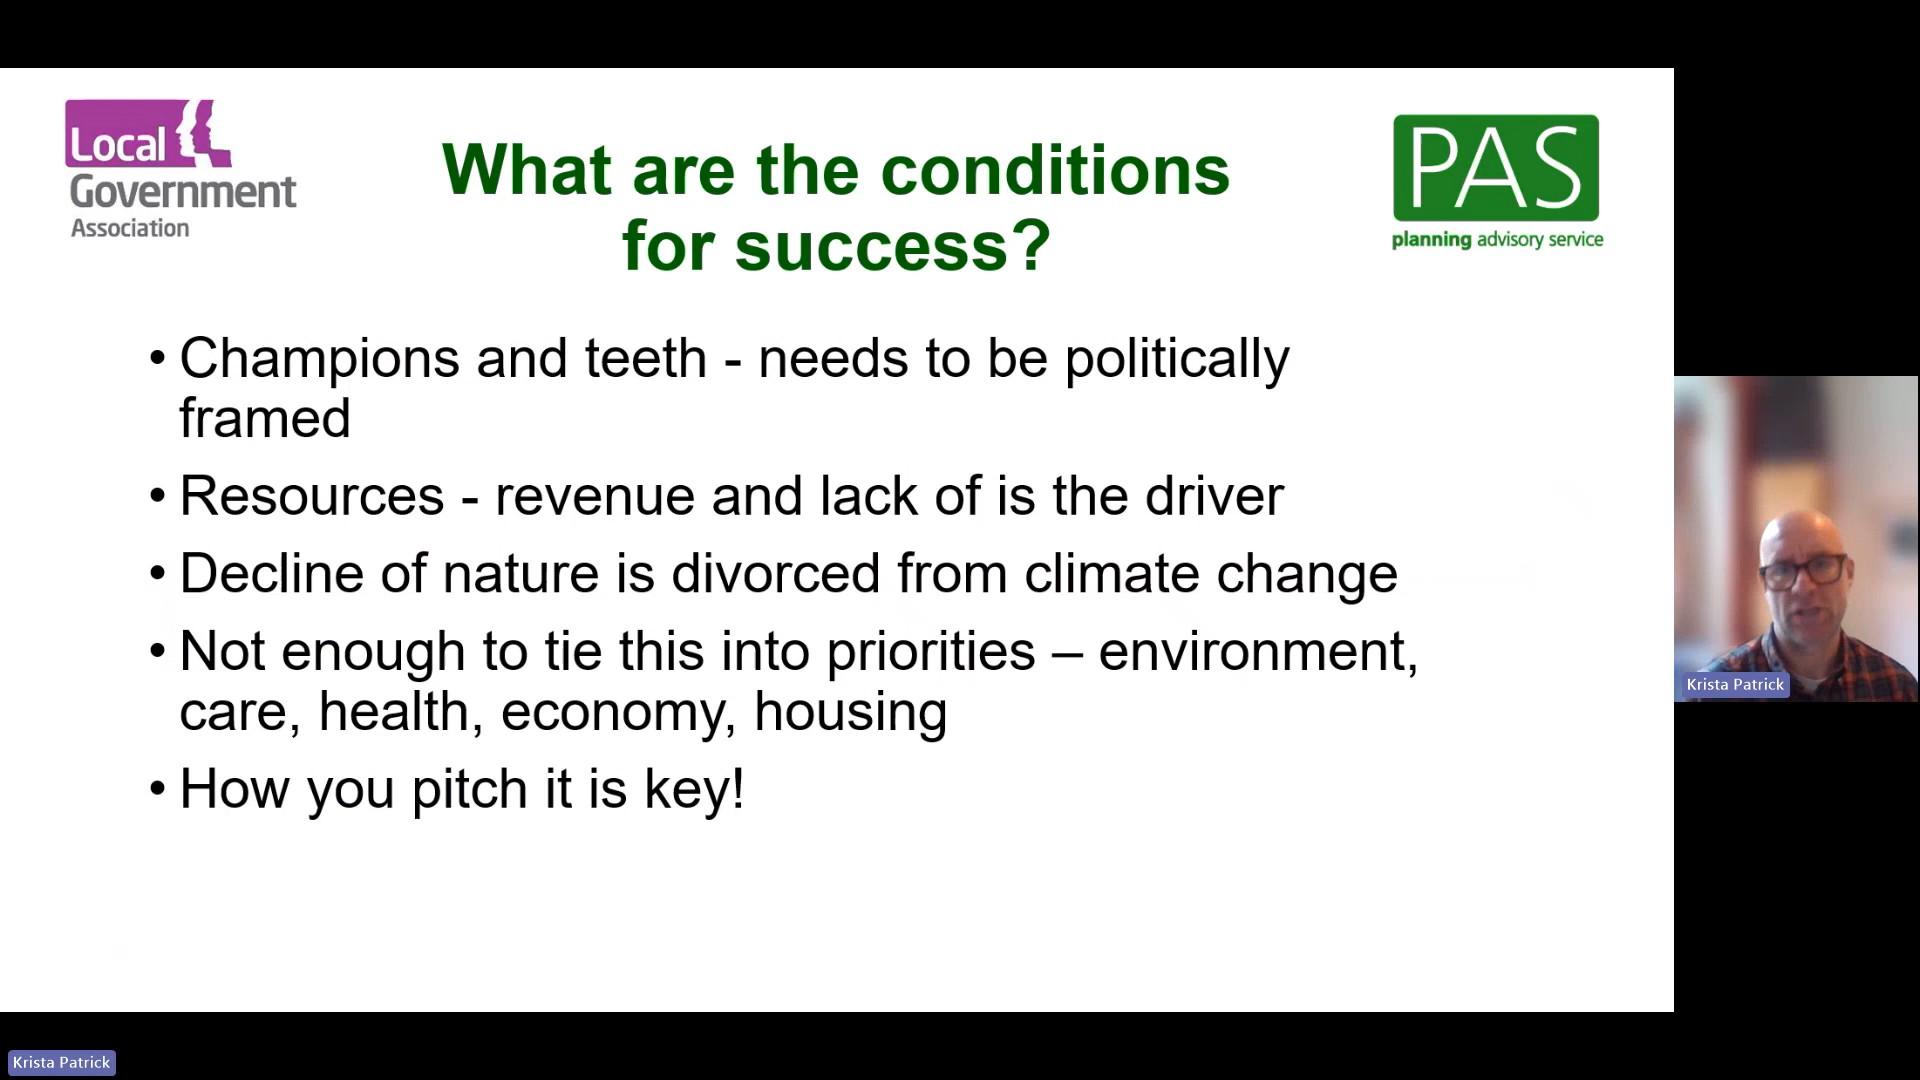 Local
Government
Association
PAS
planning advisory service
What are the conditions
for success?
• Champions and teeth - needs to be politically
framed
• Resources - revenue and lack of is the driver
• Decline of nature is divorced from climate change
• Not enough to tie this into priorities – environment,
care, health, economy, housing
• How you pitch it is key!
Krista Patrick
Krista Patrick